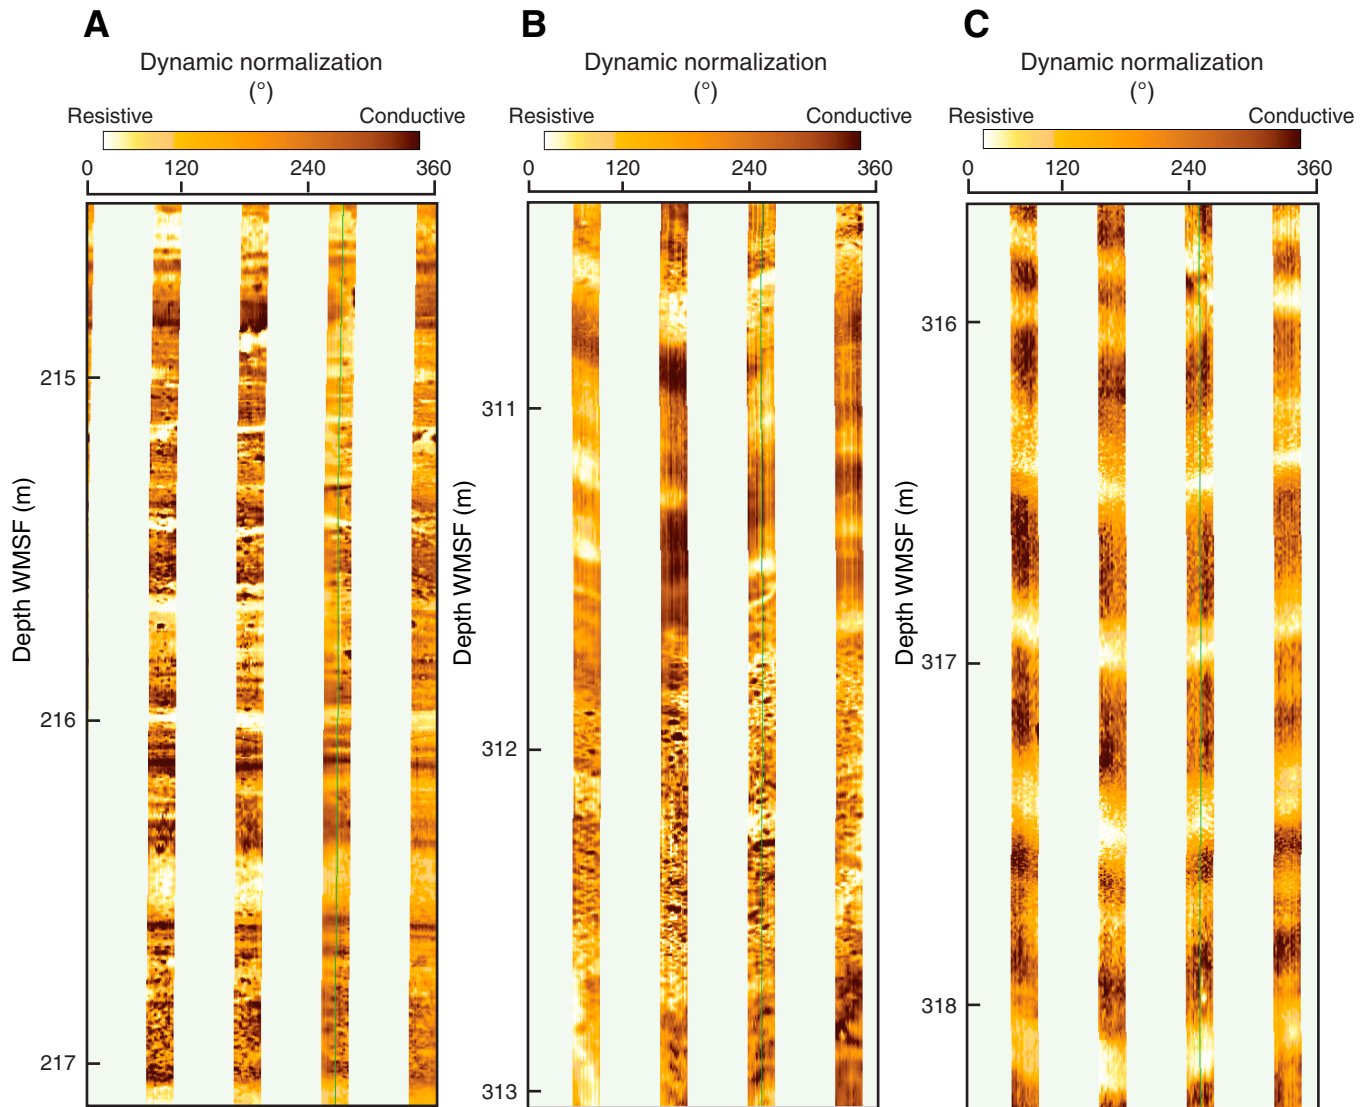 A
B
C
Dynamic normalization
(°)
Resistive Conductive
0 120 240 360
Dynamic normalization
(°)
Resistive Conductive
0 120 240 360
Dynamic normalization
(°)
Resistive Conductive
0 120 240 360
Depth WMSF (m)
215
216
217
Depth WMSF (m)
311
312
313
Depth WMSF (m)
316
317
318